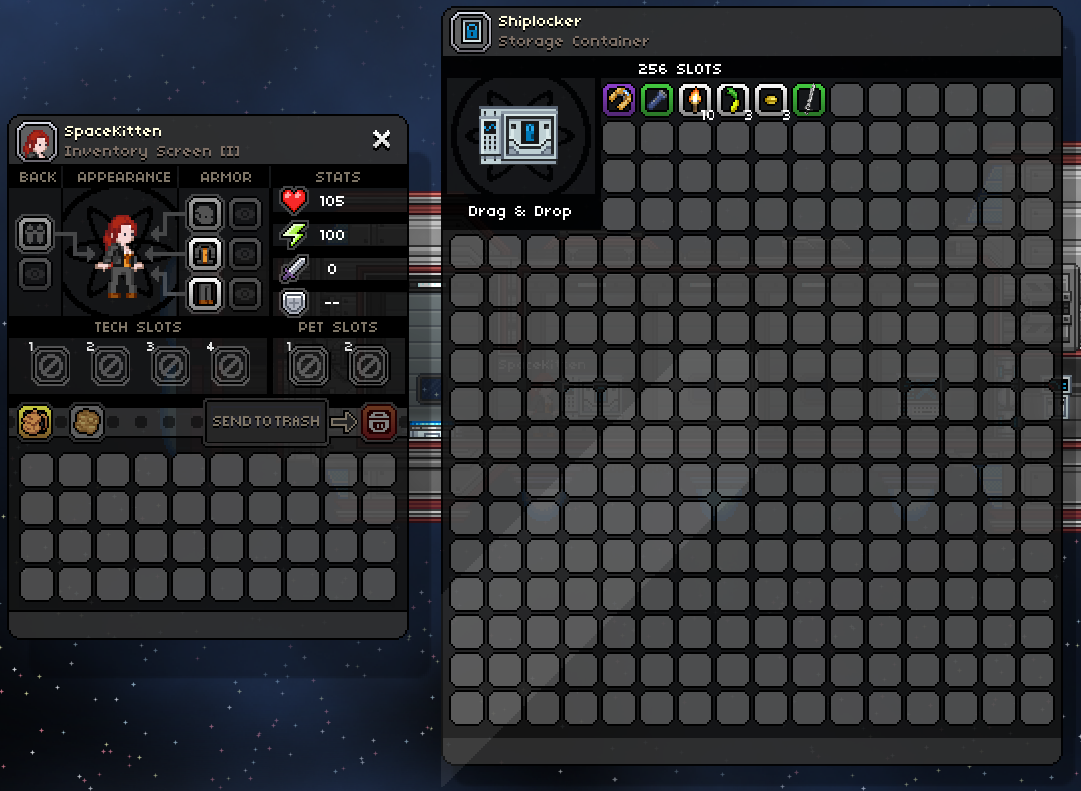 Shiplocker
Storage Container
256 SLOTS
10
3
3
Drag & Drop
SpaceKitten
Inventory Screen [I]
BACK
APPEARANCE
ARMOR
STATS
105
100
0
--
TECH SLOTS
PET SLOTS
1
2
3
4
1
2
SEND TO TRASH
SpaceKitten